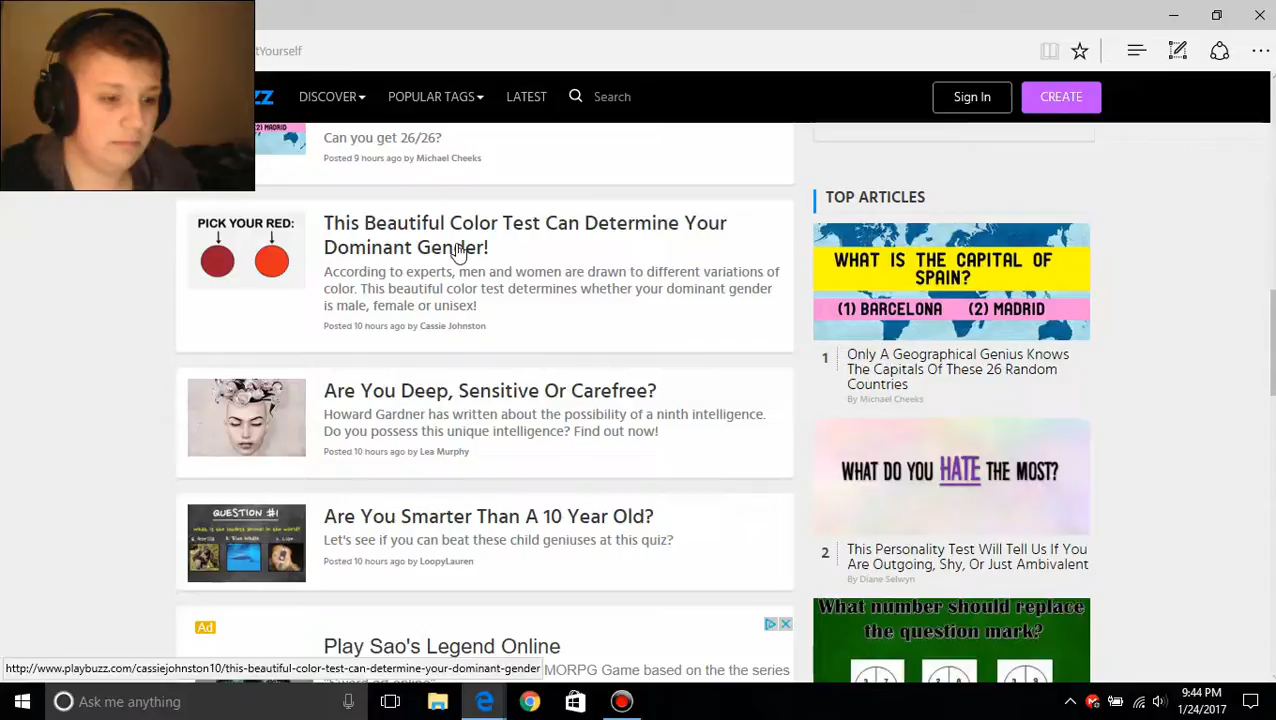 tYourself
ZZ DISCOVER POPULAR TAGS LATEST Search Sign In CREATE
Can you get 26/26?
Posted 9 hours ago by Michael Cheeks
PICK YOUR RED:
This Beautiful Color Test Can Determine Your
Dominant Gender!
According to experts, men and women are drawn to different variations of
color. This beautiful color test determines whether your dominant gender
is male, female or unisex!
Posted 10 hours ago by Cassie Johnston
Are You Deep, Sensitive Or Carefree?
Howard Gardner has written about the possibility of a ninth intelligence.
Do you possess this unique intelligence? Find out now!
Posted 10 hours ago by Lea Murphy
QUESTION #1
Are You Smarter Than A 10 Year Old?
Let's see if you can beat these child geniuses at this quiz?
Posted 10 hours ago by LoopyLauren
Ad
Play Sao's Legend Online
MORPG Game based on the the series
TOP ARTICLES
WHAT IS THE CAPITAL OF
SPAIN?
(1) BARCELONA (2) MADRID
1
Only A Geographical Genius Knows
The Capitals Of These 26 Random
Countries
By Michael Cheeks
WHAT DO YOU HATE THE MOST?
2
This Personality Test Will Tell Us If You
Are Outgoing, Shy, Or Just Ambivalent
By Diane Selwyn
What number should replace
the question mark?
http://www.playbuzz.com/cassiejohnston10/this-beautiful-color-test-can-determine-your-dominant-gender
Ask me anything
9:44 PM
1/24/2017